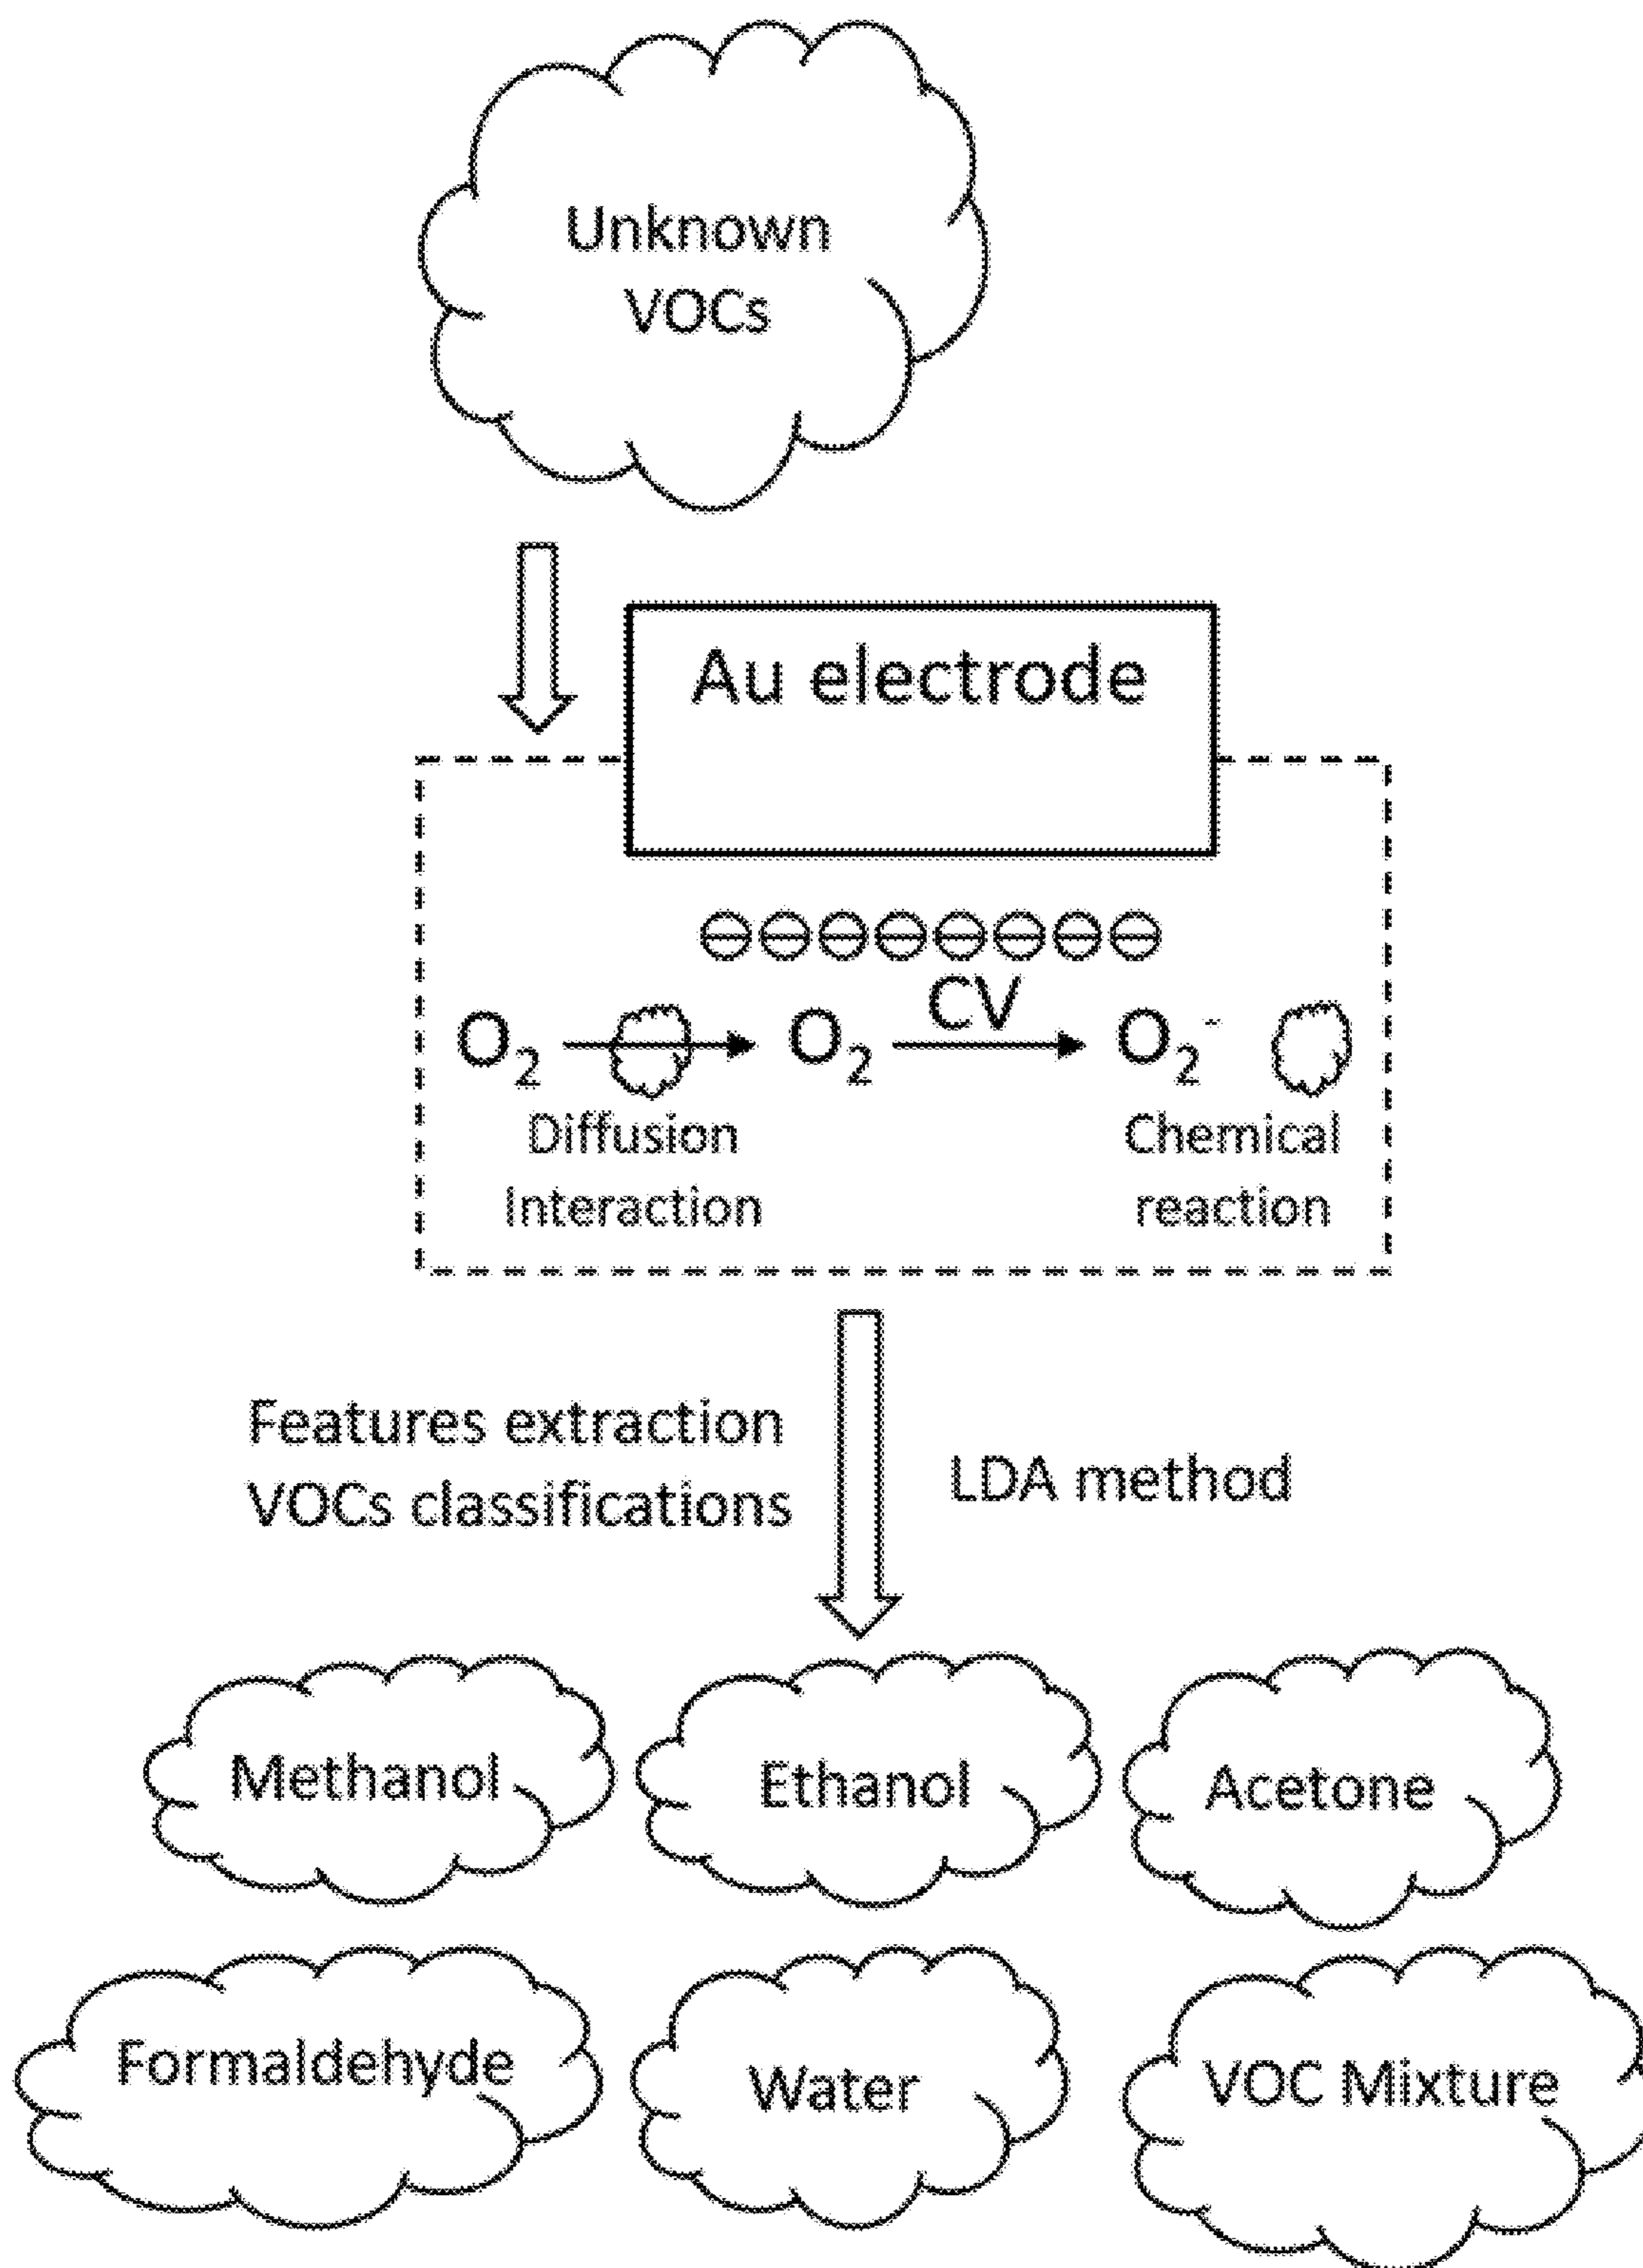 Unknown
VOCs
Au electrode
⊖⊖⊖⊖⊖⊖⊖⊖
CV
O₂ O₂ O₂⁻
Diffusion
Interaction
Chemical
reaction
Features extraction
VOCs classifications
LDA method
Methanol
Ethanol
Acetone
Formaldehyde
Water
VOC Mixture